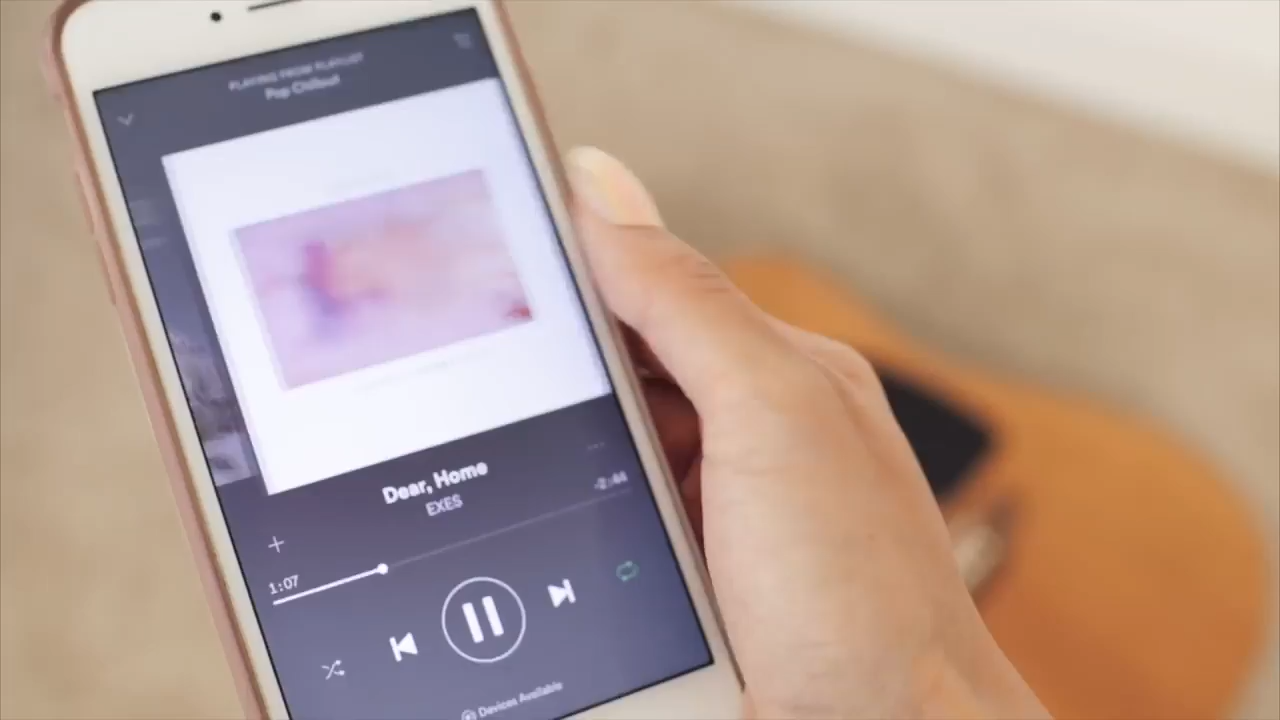 PLAYING FROM PLAYLIST
Pop Chillout
Dear, Home
EXES
-2:44
1:07
Devices Available